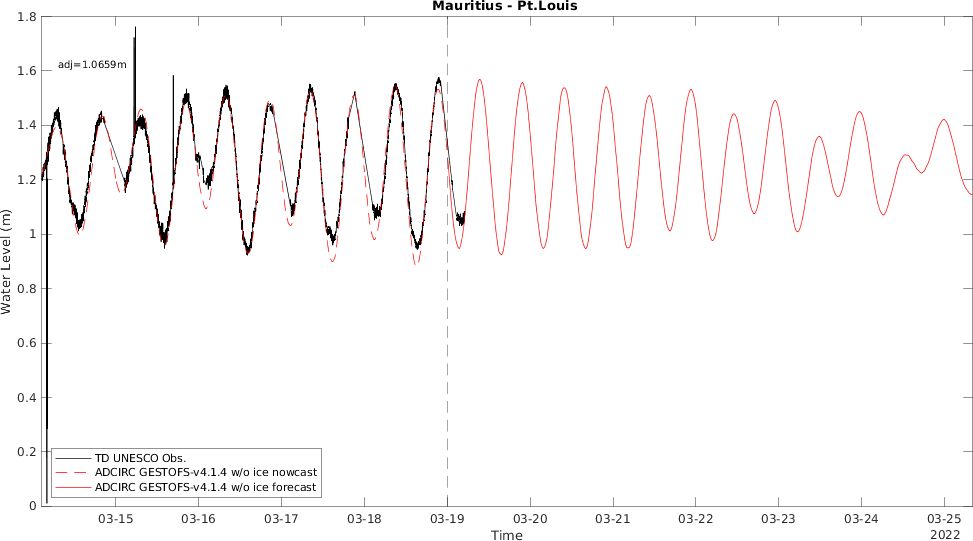 Mauritius - Pt.Louis
1.8
1.6
1.4
1.2
1
0.8
0.6
0.4
0.2
0
Water Level (m)
adj=1.0659m
TD UNESCO Obs.
ADCIRC GESTOFS-v4.1.4 w/o ice nowcast
ADCIRC GESTOFS-v4.1.4 w/o ice forecast
03-15 03-16 03-17 03-18 03-19 03-20 03-21 03-22 03-23 03-24 03-25
2022
Time